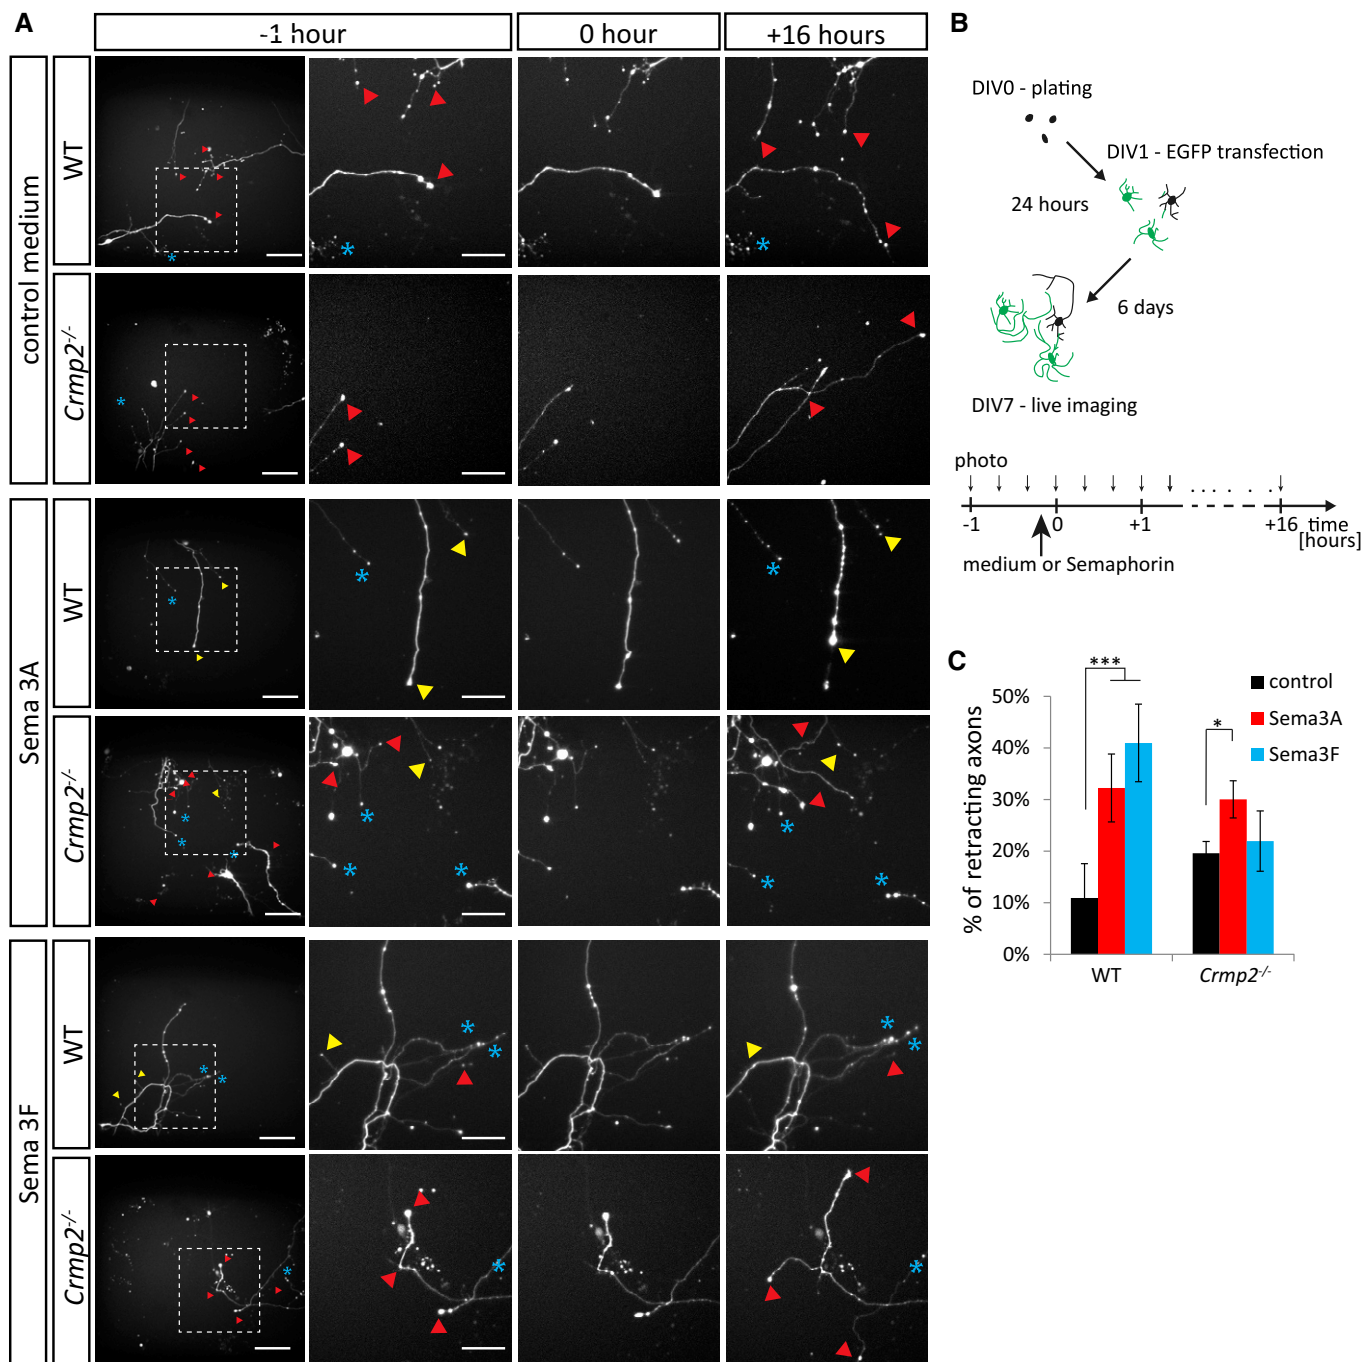 A
-1 hour
0 hour
+16 hours
control medium
WT
Crmp2-/-
Sema 3A
WT
Crmp2-/-
Sema 3F
WT
Crmp2-/-
B
DIV0 - plating
DIV1 - EGFP transfection
24 hours
6 days
DIV7 - live imaging
photo
-1 0 +1 +16 time
[hours]
medium or Semaphorin
C
***
*
control
Sema3A
Sema3F
% of retracting axons
50%
40%
30%
20%
10%
0%
WT Crmp2-/-